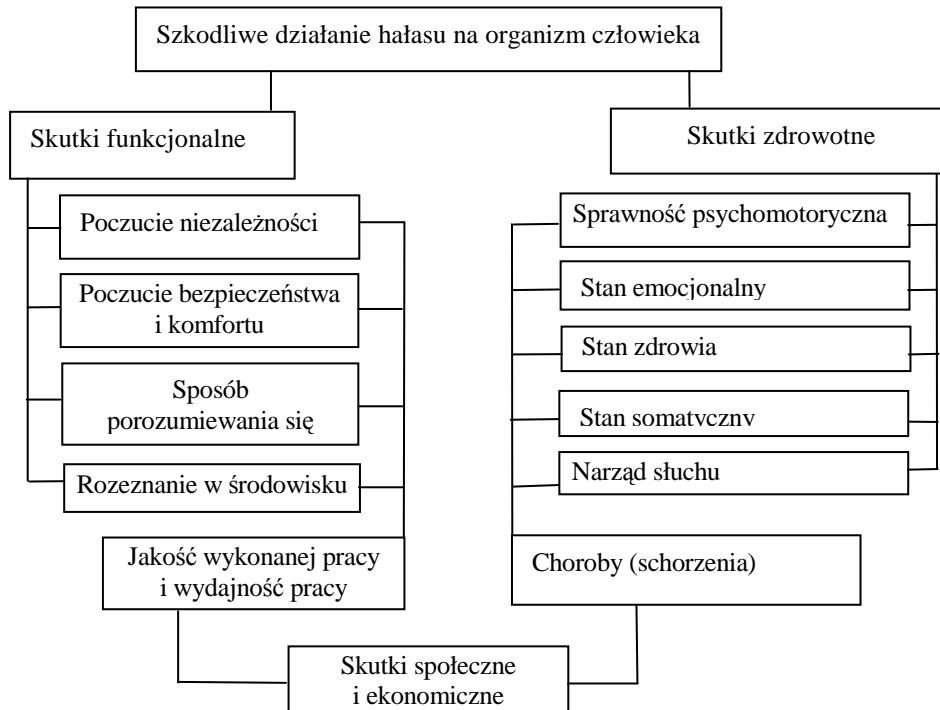 Szkodliwe działanie hałasu na organizm człowieka
Skutki funkcjonalne
Skutki zdrowotne
Poczucie niezależności
Poczucie bezpieczeństwa
i komfortu
Sposób
porozumiewania się
Rozeznanie w środowisku
Jakość wykonanej pracy
i wydajność pracy
Sprawność psychomotoryczna
Stan emocjonalny
Stan zdrowia
Stan somatyczny
Narząd słuchu
Choroby (schorzenia)
Skutki społeczne
i ekonomiczne